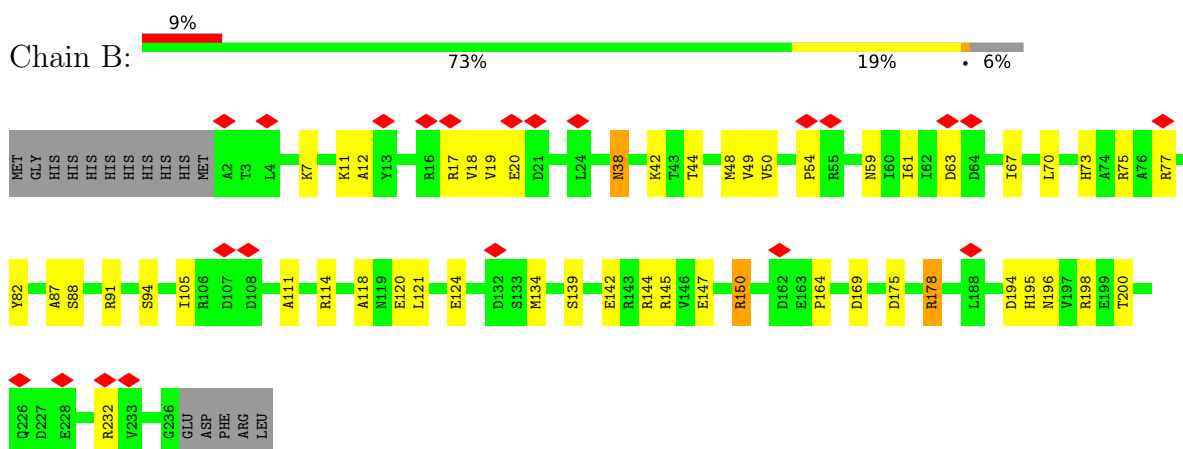 9%
Chain B:
73% 19% • 6%
MET GLY HIS HIS HIS HIS HIS HIS HIS HIS MET A2 T3 L4 K7 K11 A12 Y13 R16 R17 V18 V19 E20 D21 L24 N38 K42 T43 T44 M48 V49 V50 P54 R55 N59 I60 I61 I62 D63 D64 I67 L70 H73 A74 R75 A76 R77
Y82 A87 S88 R91 S94 I105 R106 D107 D108 A111 R114 A118 N119 E120 L121 E124 D132 S133 M134 S139 E142 R143 R144 R145 V146 E147 R150 D162 E163 P164 D169 D175 R178 L188 D194 H195 N196 V197 R198 E199 T200
Q226 D227 E228 R232 V233 G236 GLU ASP PHE ARG LEU